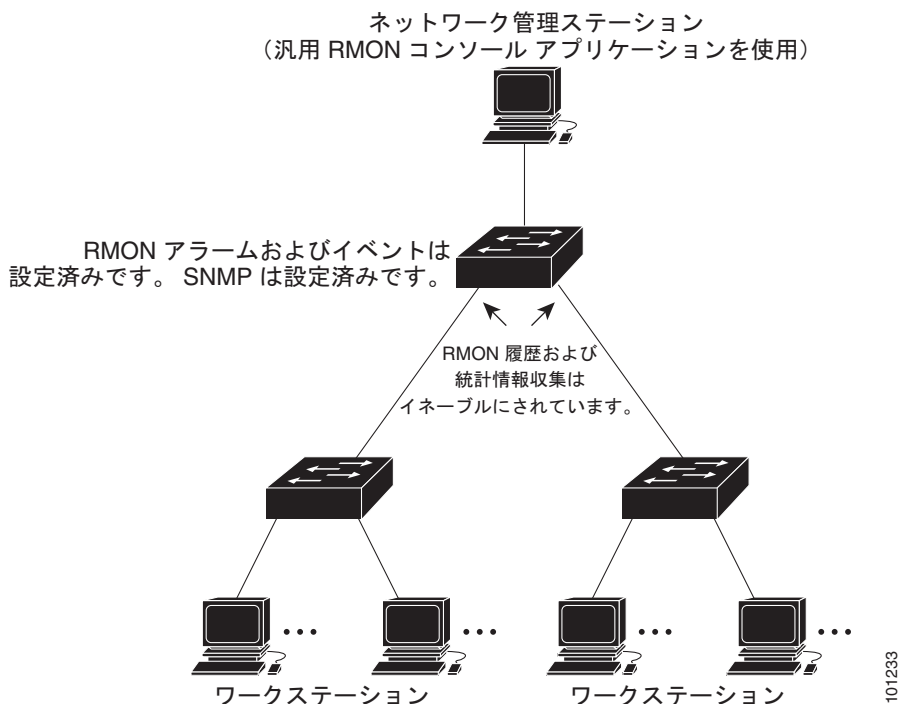 ネットワーク管理ステーション
（汎用 RMON コンソール アプリケーションを使用）
RMON アラームおよびイベントは
設定済みです。 SNMP は設定済みです。
RMON 履歴および
統計情報収集は
イネーブルにされています。
ワークステーション
ワークステーション
101233